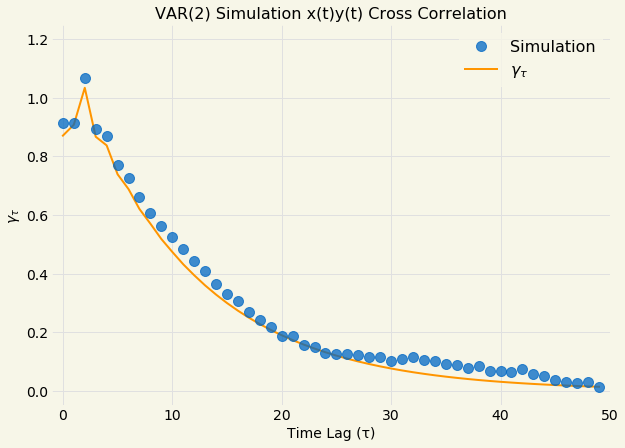 VAR(2) Simulation x(t)y(t) Cross Correlation
1.2
1.0
0.8
0.6
0.4
0.2
0.0
γτ
Simulation
γτ
0 10 20 30 40 50
Time Lag (τ)